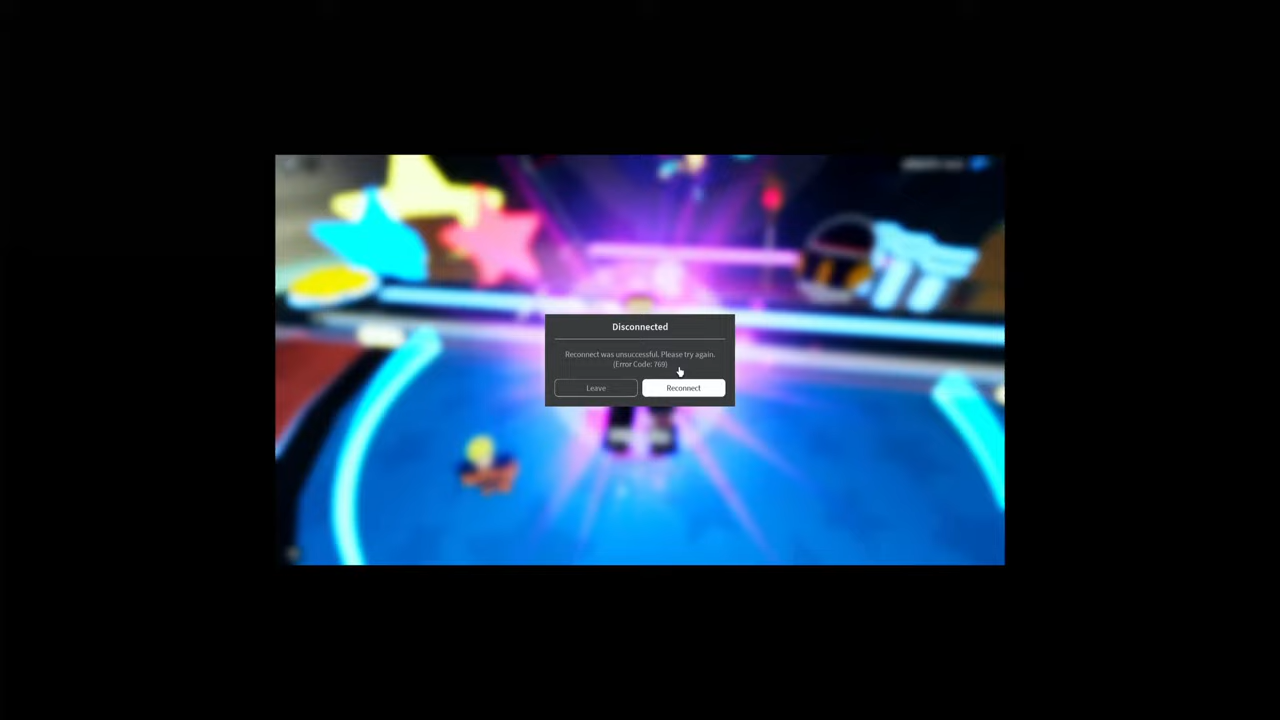 Disconnected
Reconnect was unsuccessful. Please try again.
(Error Code: 769)
Leave
Reconnect